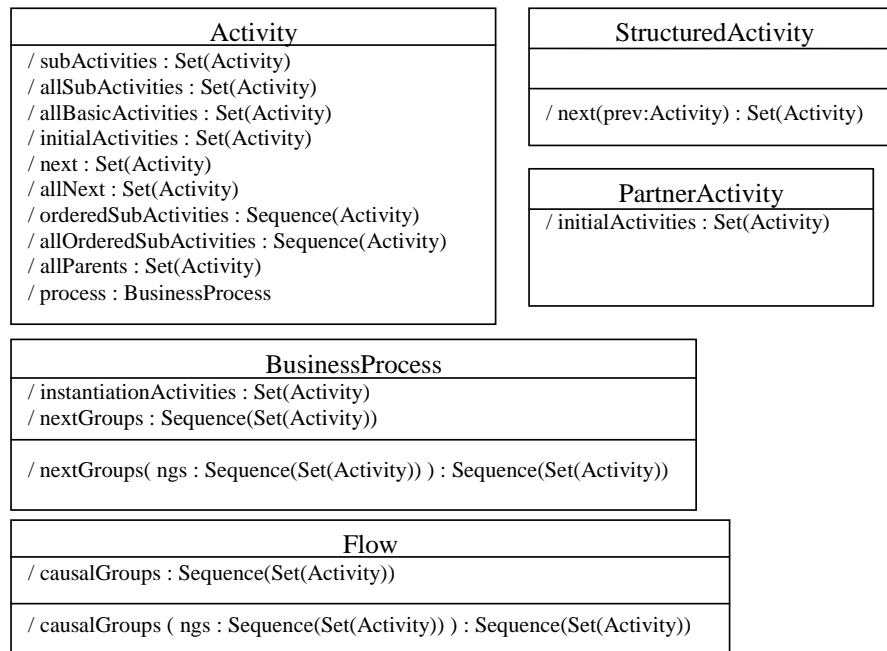 Activity
/ subActivities : Set(Activity)
/ allSubActivities : Set(Activity)
/ allBasicActivities : Set(Activity)
/ initialActivities : Set(Activity)
/ next : Set(Activity)
/ allNext : Set(Activity)
/ orderedSubActivities : Sequence(Activity)
/ allOrderedSubActivities : Sequence(Activity)
/ allParents : Set(Activity)
/ process : BusinessProcess
StructuredActivity
/ next(prev:Activity) : Set(Activity)
PartnerActivity
/ initialActivities : Set(Activity)
BusinessProcess
/ instantiationActivities : Set(Activity)
/ nextGroups : Sequence(Set(Activity))
/ nextGroups( ngs : Sequence(Set(Activity)) ) : Sequence(Set(Activity))
Flow
/ causalGroups : Sequence(Set(Activity))
/ causalGroups ( ngs : Sequence(Set(Activity)) ) : Sequence(Set(Activity))